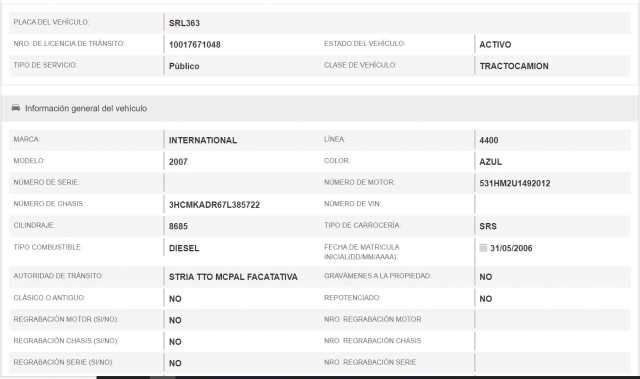 PLACA DEL VEHÍCULO: SRL363
NRO. DE LICENCIA DE TRÁNSITO: 10017671048 ESTADO DEL VEHÍCULO: ACTIVO
TIPO DE SERVICIO: Público CLASE DE VEHÍCULO: TRACTOCAMION
Información general del vehículo
MARCA: INTERNATIONAL LÍNEA: 4400
MODELO: 2007 COLOR: AZUL
NÚMERO DE SERIE: NÚMERO DE MOTOR: 531HM2U1492012
NÚMERO DE CHASIS: 3HCMKADR67L385722 NÚMERO DE VIN:
CILINDRAJE: 8685 TIPO DE CARROCERÍA: SRS
TIPO COMBUSTIBLE: DIESEL FECHA DE MATRICULA
INICIAL(DD/MM/AAAA): 31/05/2006
AUTORIDAD DE TRÁNSITO: STRIA TTO MCPAL FACATATIVA GRAVÁMENES A LA PROPIEDAD: NO
CLÁSICO O ANTIGUO: NO REPOTENCIADO: NO
REGRABACIÓN MOTOR (SI/NO) NO NRO. REGRABACIÓN MOTOR
REGRABACIÓN CHASIS (SI/NO) NO NRO. REGRABACIÓN CHASIS
REGRABACIÓN SERIE (SI/NO) NO NRO. REGRABACIÓN SERIE